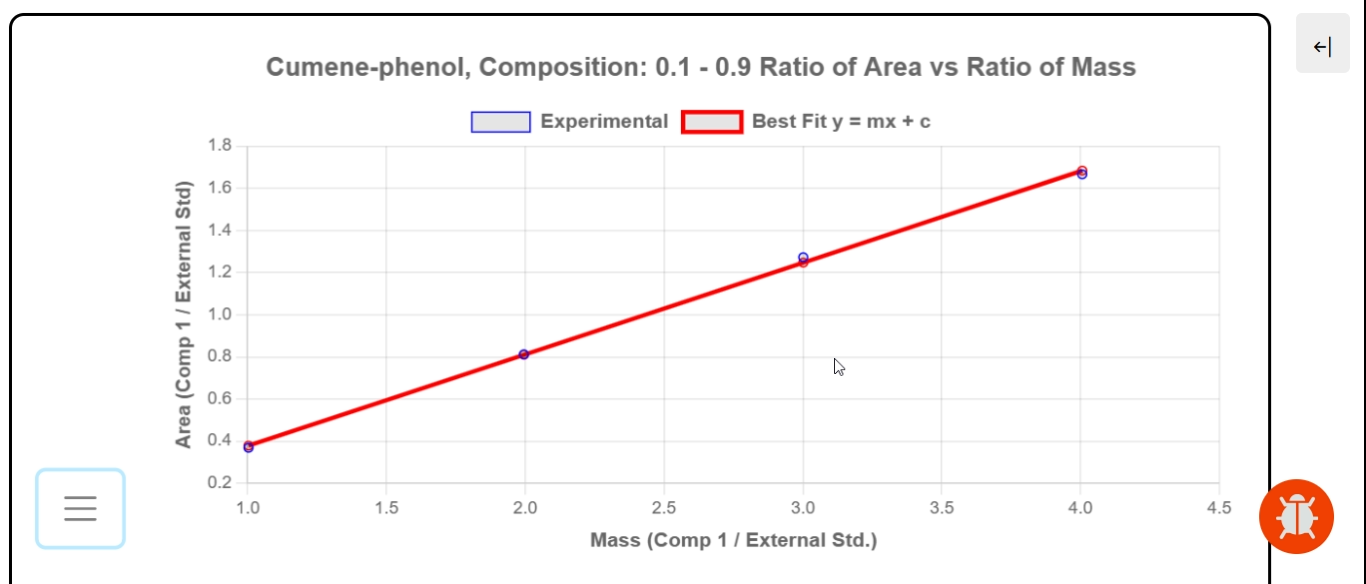 Cumene-phenol, Composition: 0.1 - 0.9 Ratio of Area vs Ratio of Mass
Experimental Best Fit y = mx + c
Area (Comp 1 / External Std)
1.8
1.6
1.4
1.2
1.0
0.8
0.6
0.4
0.2
1.0 1.5 2.0 2.5 3.0 3.5 4.0 4.5
Mass (Comp 1 / External Std.)